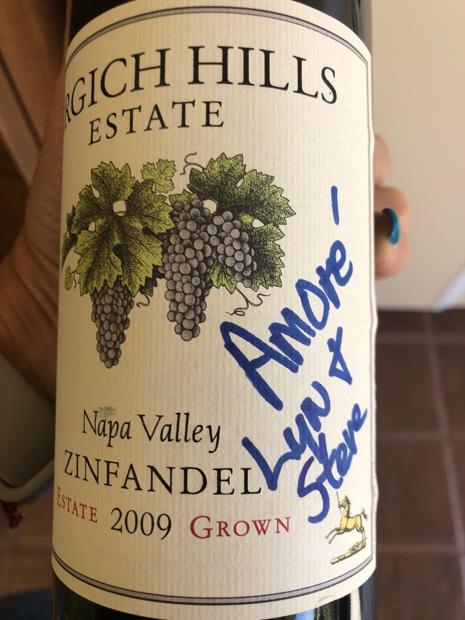 RGICH HILLS
ESTATE
Amore -
Lyn &
Steve
Napa Valley
ZINFANDEL
ESTATE 2009 GROWN